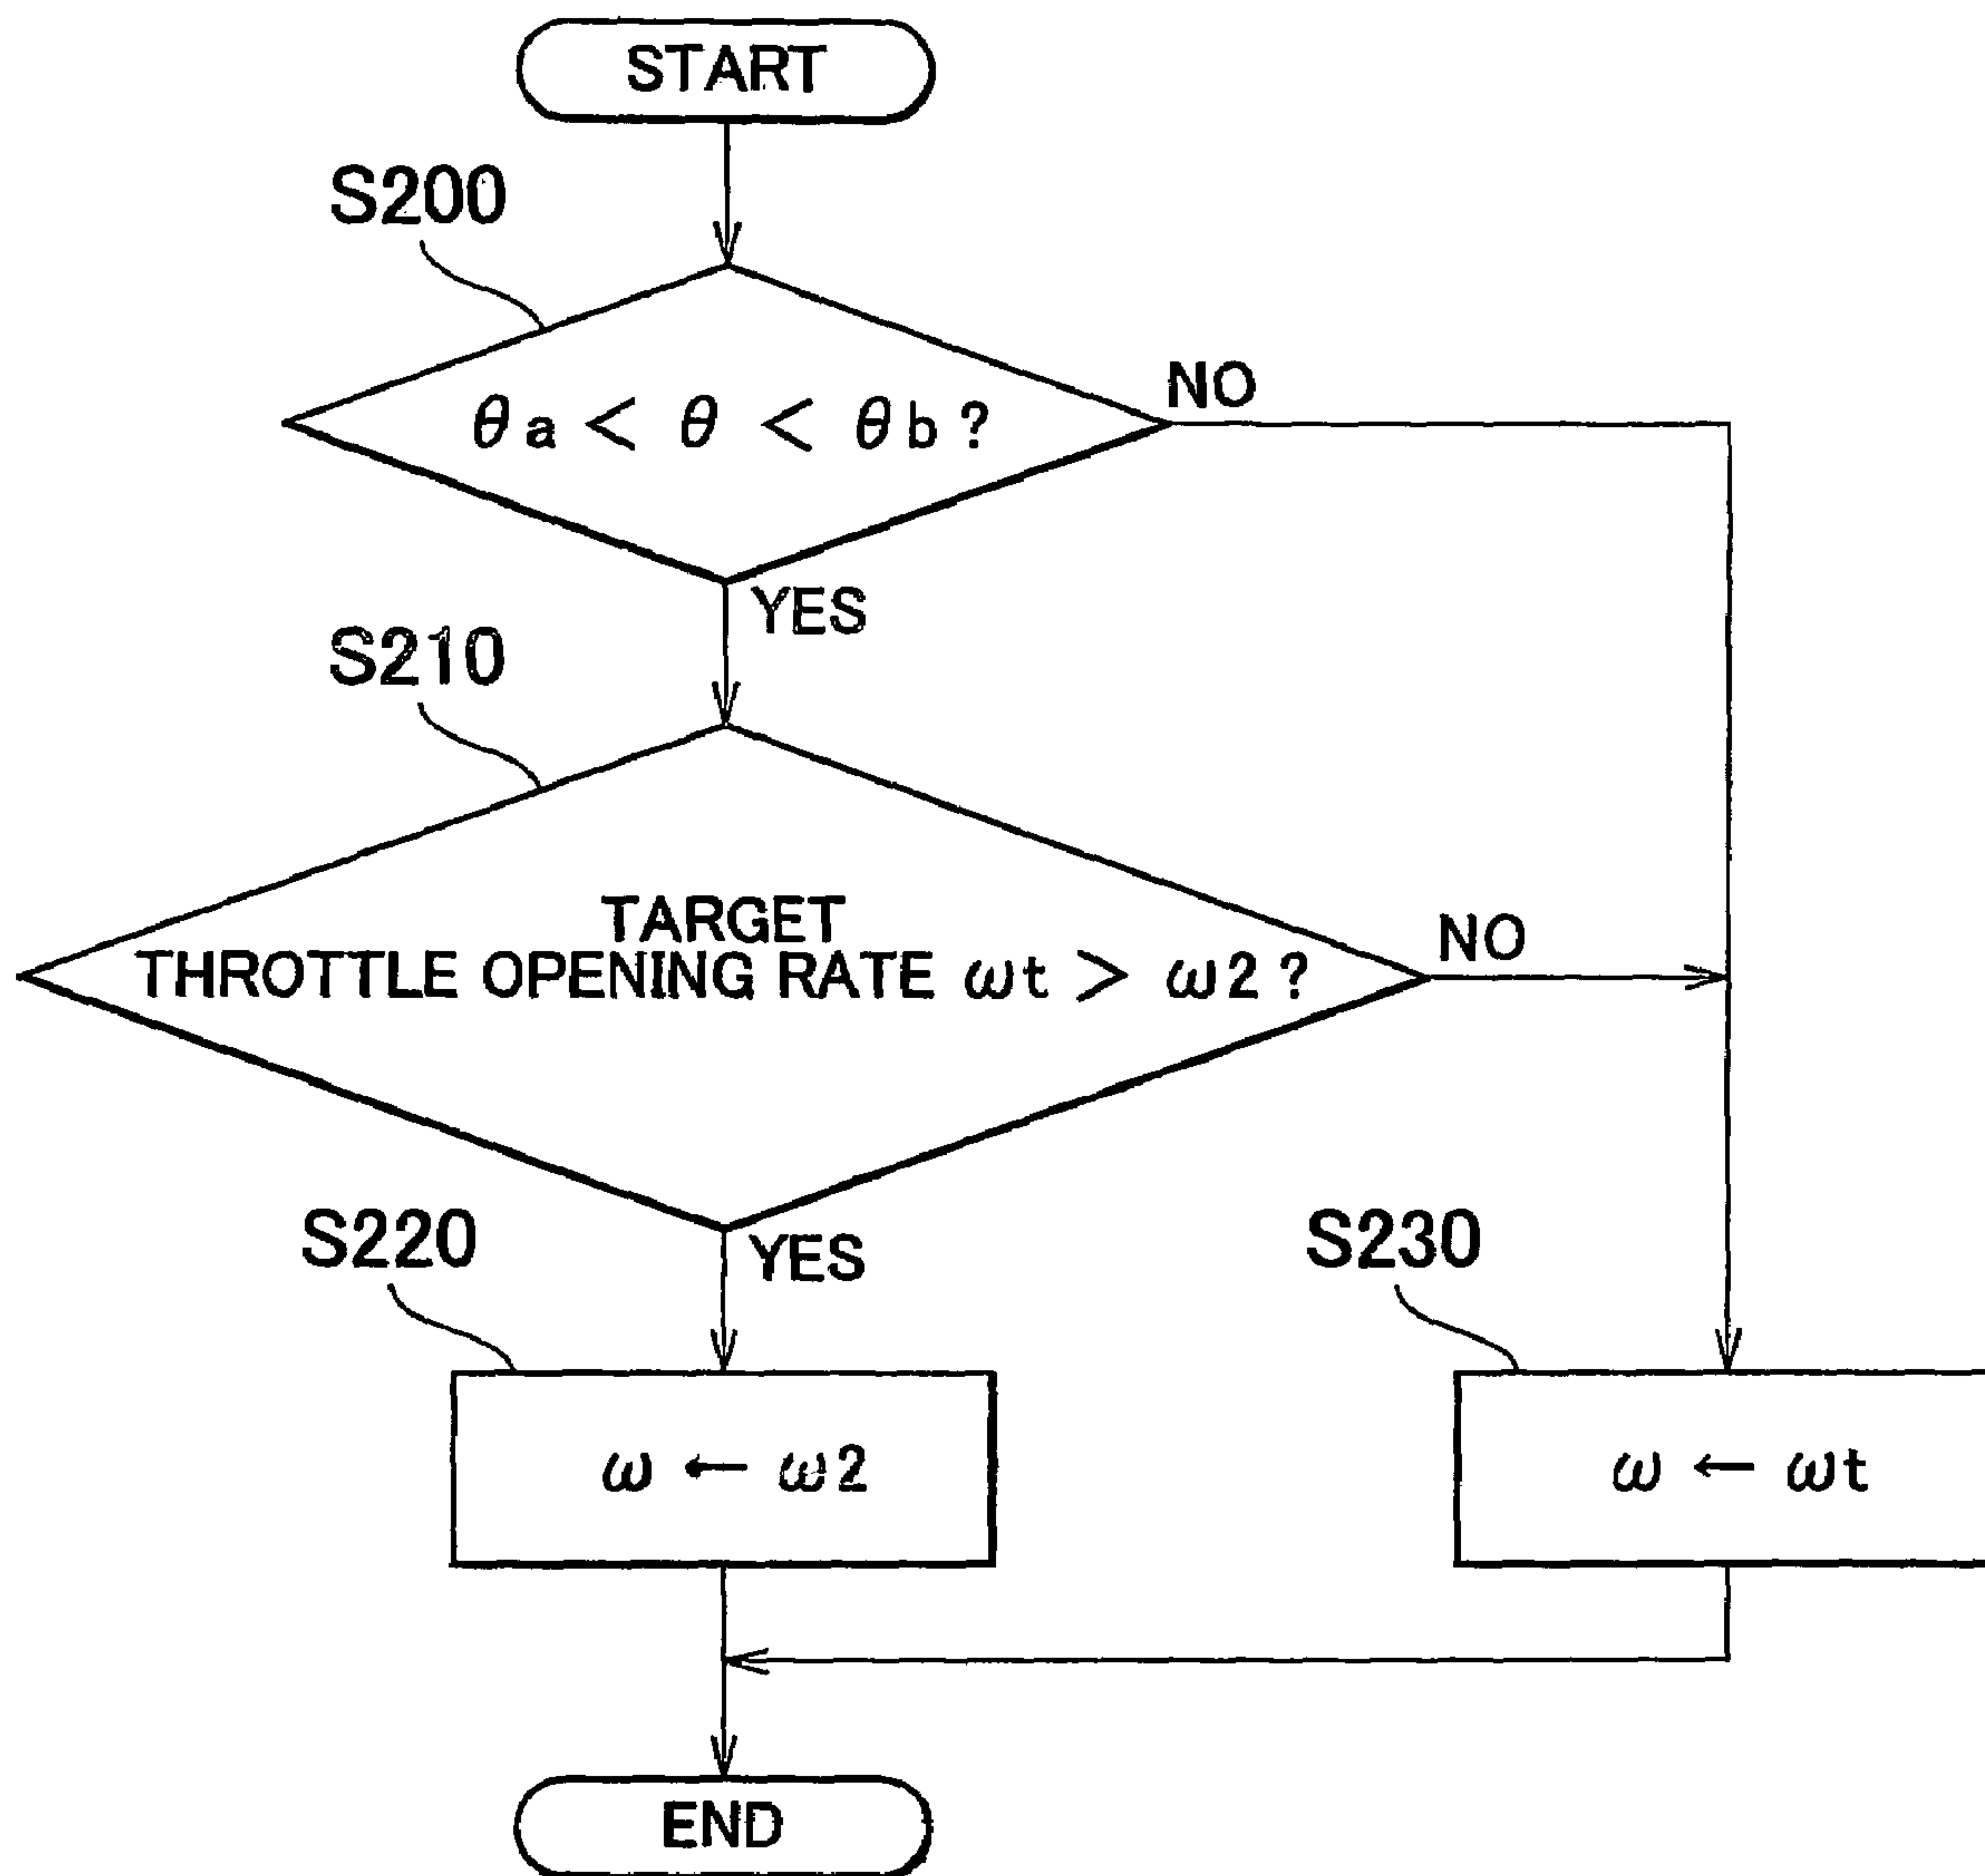 START
S200
θa < θ < θb?
NO
YES
S210
TARGET
THROTTLE OPENING RATE ωt > ω2?
NO
YES
S220
S230
ω ← ω2
ω ← ωt
END